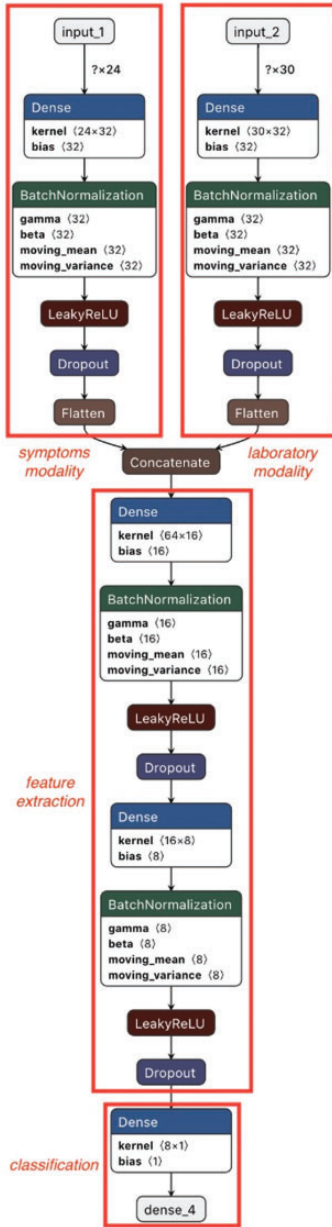 input_1
?×24
Dense
kernel ⟨24×32⟩
bias ⟨32⟩
BatchNormalization
gamma ⟨32⟩
beta ⟨32⟩
moving_mean ⟨32⟩
moving_variance ⟨32⟩
LeakyReLU
Dropout
Flatten
symptoms
modality
input_2
?×30
Dense
kernel ⟨30×32⟩
bias ⟨32⟩
BatchNormalization
gamma ⟨32⟩
beta ⟨32⟩
moving_mean ⟨32⟩
moving_variance ⟨32⟩
LeakyReLU
Dropout
Flatten
laboratory
modality
Concatenate
Dense
kernel ⟨64×16⟩
bias ⟨16⟩
BatchNormalization
gamma ⟨16⟩
beta ⟨16⟩
moving_mean ⟨16⟩
moving_variance ⟨16⟩
LeakyReLU
Dropout
feature
extraction
Dense
kernel ⟨16×8⟩
bias ⟨8⟩
BatchNormalization
gamma ⟨8⟩
beta ⟨8⟩
moving_mean ⟨8⟩
moving_variance ⟨8⟩
LeakyReLU
Dropout
Dense
kernel ⟨8×1⟩
bias ⟨1⟩
classification
dense_4